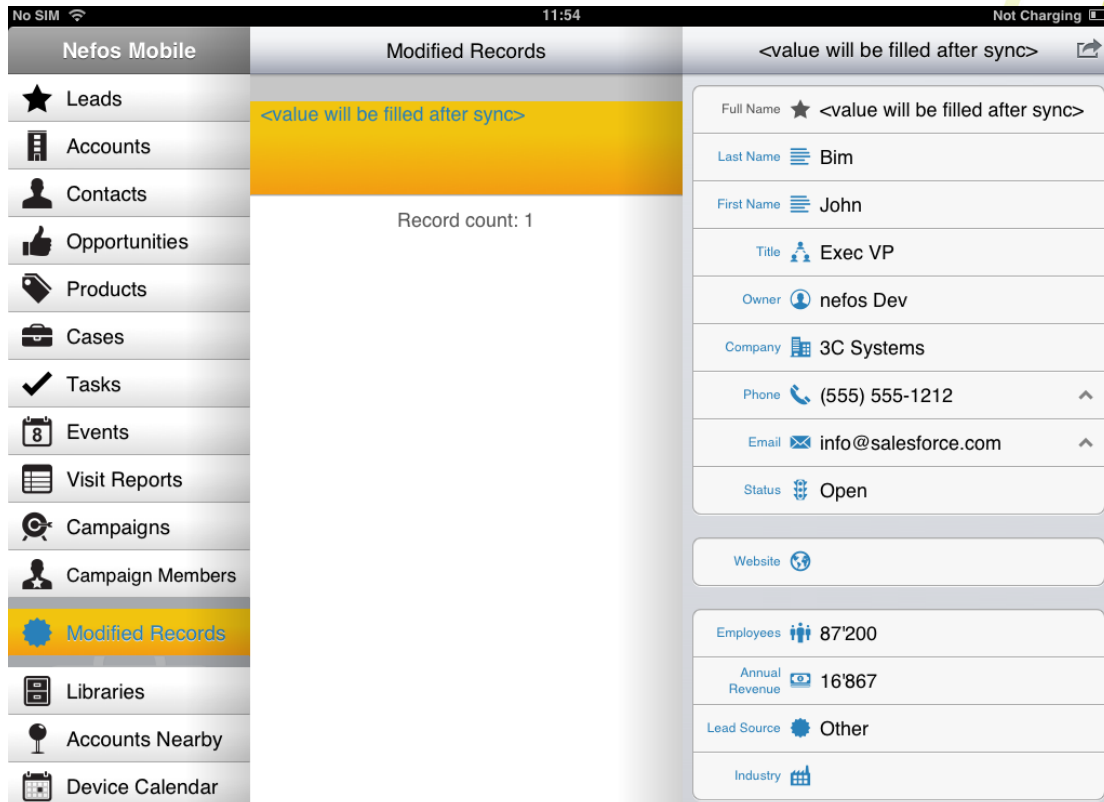 No SIM 11:54 Not Charging
Nefos Mobile
Leads
Accounts
Contacts
Opportunities
Products
Cases
Tasks
8 Events
Visit Reports
Campaigns
Campaign Members
Modified Records
Libraries
Accounts Nearby
Device Calendar
Modified Records
<value will be filled after sync>
Record count: 1
<value will be filled after sync>
Full Name <value will be filled after sync>
Last Name Bim
First Name John
Title Exec VP
Owner nefos Dev
Company 3C Systems
Phone (555) 555-1212
Email info@salesforce.com
Status Open
Website
Employees 87'200
Annual
Revenue 16'867
Lead Source Other
Industry